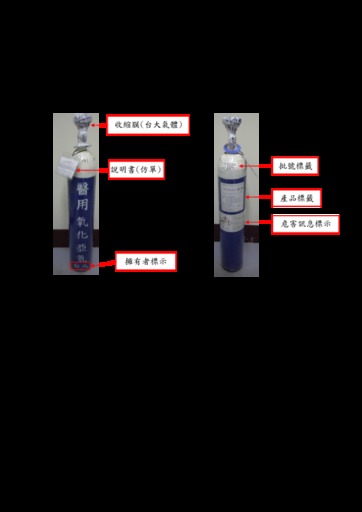 收縮膜(台大氣體)
說明書(仿單)
醫用氧化亞氮
擁有者標示
批號標籤
產品標籤
危害訊息標示